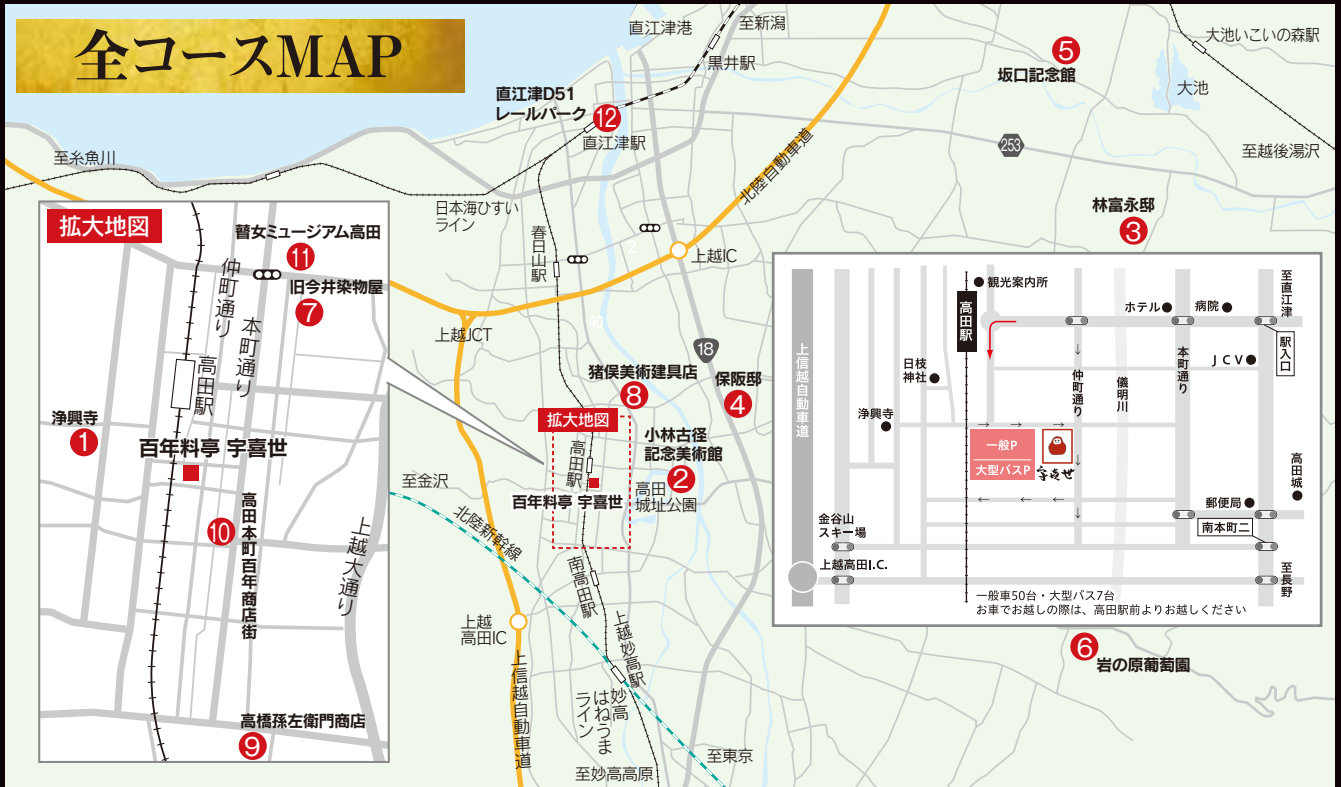 全コースMAP
直江津港
至新潟
黒井駅
直江津D51
レールパーク
⑫
直江津駅
⑤
坂口記念館
大池いこいの森駅
大池
253
至越後湯沢
至糸魚川
日本海ひすい
ライン
春日山駅
北陸自動車道
2
上越IC
林富永邸
③
40
上越JCT
18
猪俣美術建具店
⑧
保阪邸
④
拡大地図
小林古径
記念美術館
②
高田駅
百年料亭 宇喜世
高田
城址公園
至金沢
北陸新幹線
南高田駅
上越
高田IC
上信越自動車道
上越妙高駅
妙高
はねうま
ライン
至妙高高原
至東京
⑥
岩の原葡萄園
拡大地図
瞽女ミュージアム高田
⑪
仲町通り
旧今井染物屋
⑦
本町通り
高田駅
浄興寺
①
百年料亭 宇喜世
⑩
高田本町百年商店街
上越大通り
高橋孫左衛門商店
⑨
観光案内所
高田駅
ホテル
病院
至直江津
駅入口
上信越自動車道
日枝
神社
仲町通り
儀明川
本町通り
JCV
浄興寺
一般P
大型バスP
宇喜世
高田城
郵便局
金谷山
スキー場
南本町二
上越高田I.C.
至長野
一般車50台・大型バス7台
お車でお越しの際は、高田駅前よりお越しください